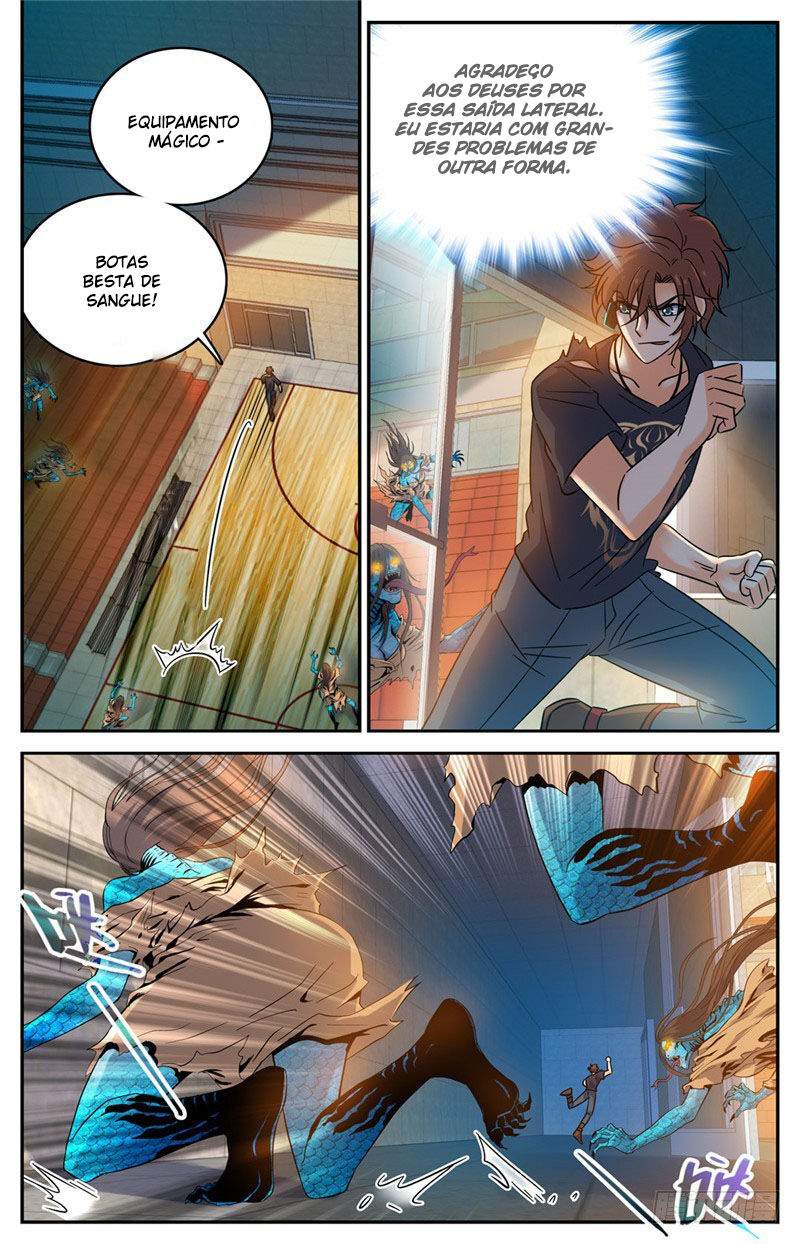 EQUIPAMENTO
MÁGICO -
BOTAS
BESTA DE
SANGUE!
AGRADEÇO
AOS DEUSES POR
ESSA SAÍDA LATERAL.
EU ESTARIA COM GRAN-
DES PROBLEMAS DE
OUTRA FORMA.